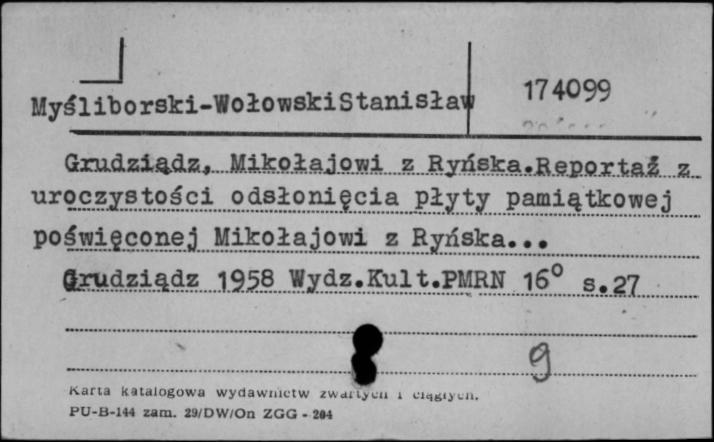 174099
Myśliborski-WołowskiStanisław
Grudziądz, Mikołajowi z Ryńska.Reportaż z
uroczystości odsłonięcia płyty pamiątkowej
poświęconej Mikołajowi z Ryńska...
Grudziądz 1958 Wydz.Kult.PMRN 16° s.27
9
Karta katalogowa wydawnictw zwartych i ciągłych.
PU-B-144 zam. 29/DW/On ZGG - 204